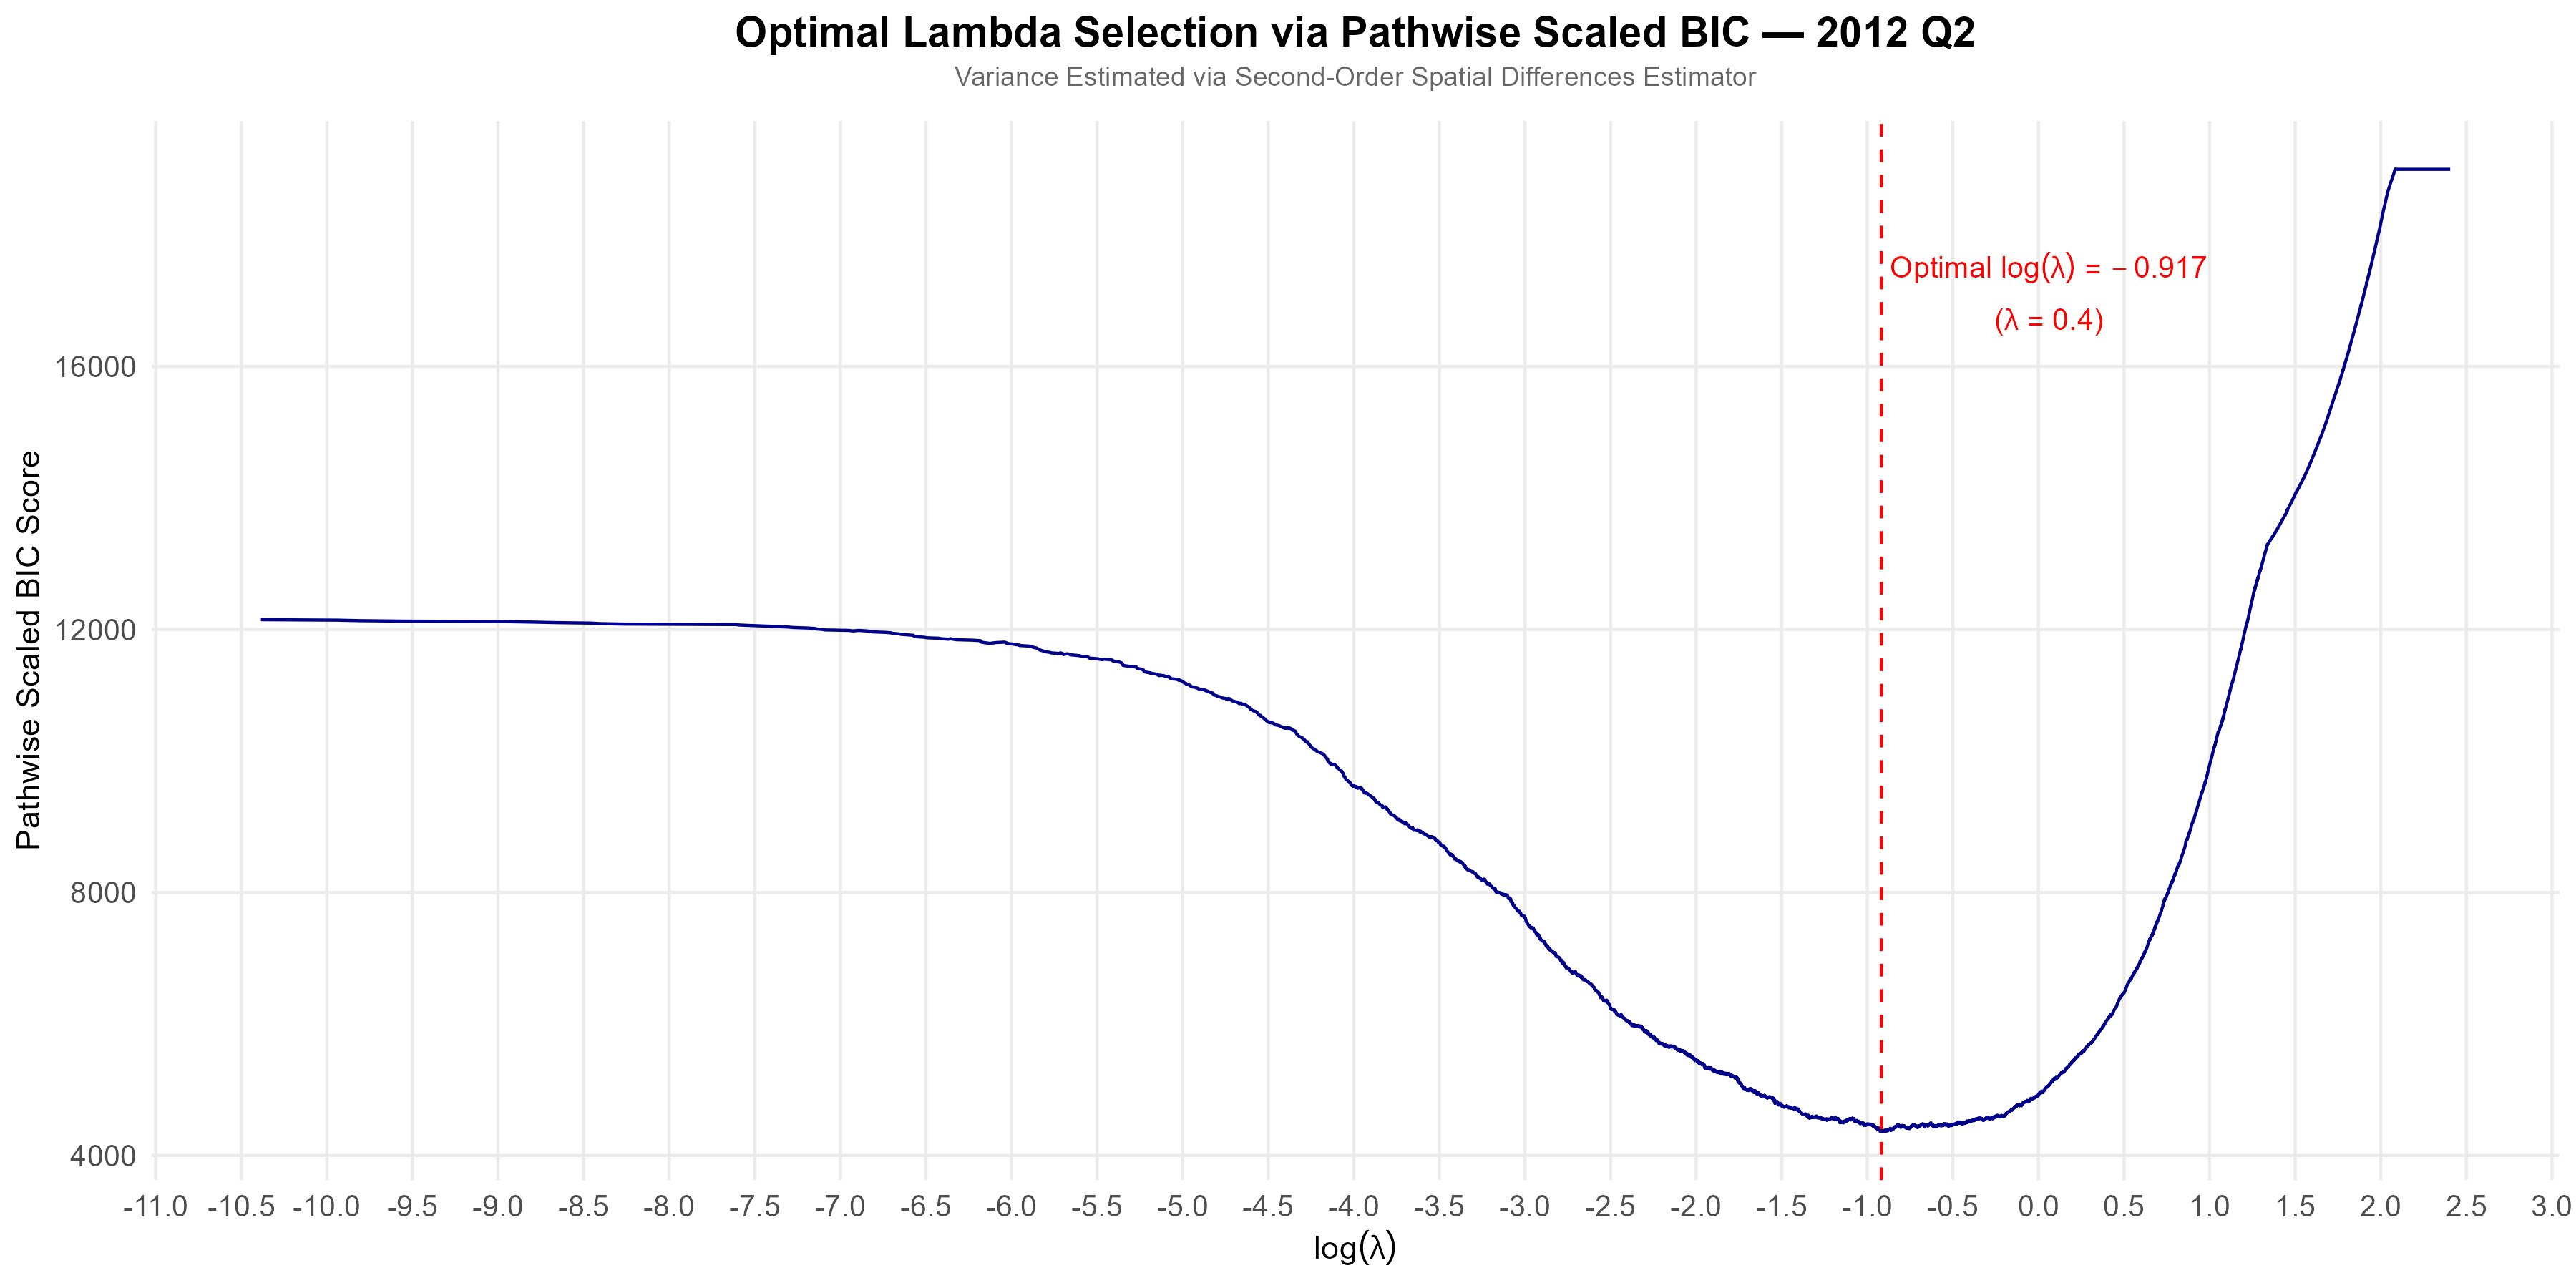 Optimal Lambda Selection via Pathwise Scaled BIC — 2012 Q2
Variance Estimated via Second-Order Spatial Differences Estimator
Optimal log(λ) = − 0.917
(λ = 0.4)
Pathwise Scaled BIC Score
16000
12000
8000
4000
-11.0 -10.5 -10.0 -9.5 -9.0 -8.5 -8.0 -7.5 -7.0 -6.5 -6.0 -5.5 -5.0 -4.5 -4.0 -3.5 -3.0 -2.5 -2.0 -1.5 -1.0 -0.5 0.0 0.5 1.0 1.5 2.0 2.5 3.0
log(λ)